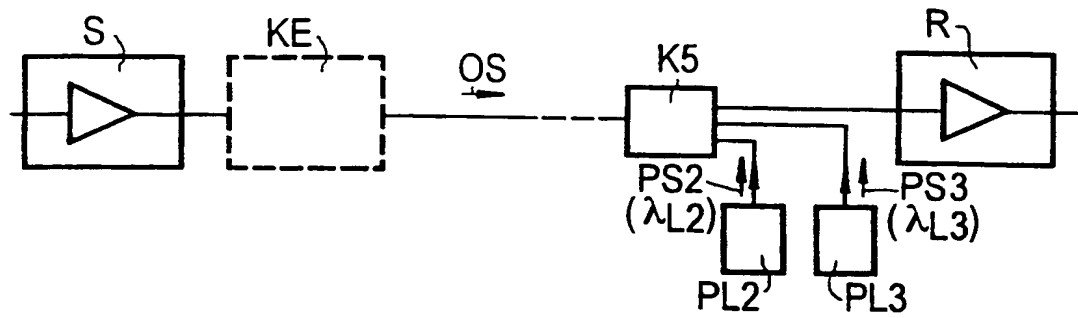 S
KE
OS
K5
R
PS2
(λL2)
PS3
(λL3)
PL2
PL3